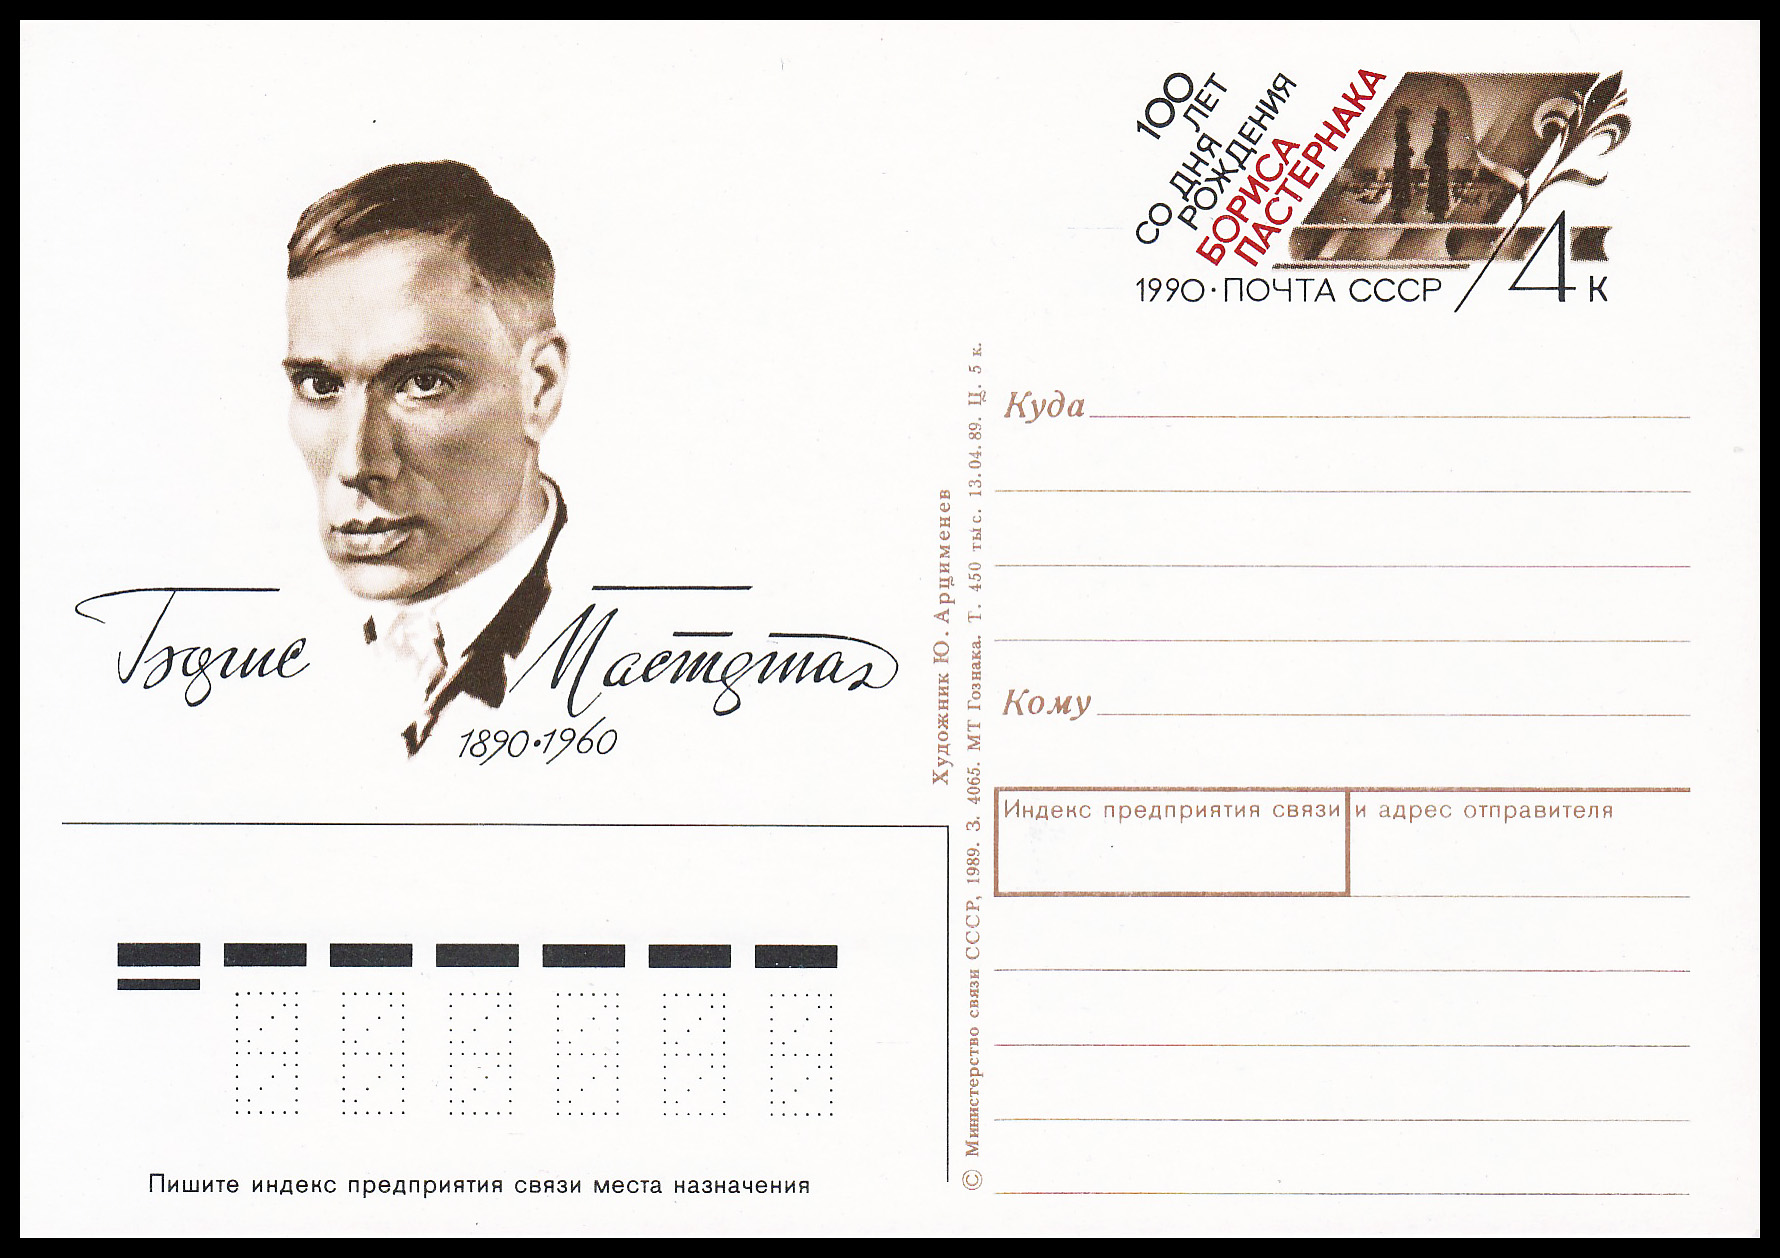 100
ЛЕТ
СО ДНЯ
РОЖДЕНИЯ
БОРИСА
ПАСТЕРНАКА
1990·ПОЧТА СССР
4 к
Борис Пастернак
1890·1960
Художник Ю. Арцименев
© Министерство связи СССР, 1989. З. 4065. МТ Гознака. Т. 450 тыс. 13.04.89. Ц. 5 к.
Куда
Кому
Индекс предприятия связи и адрес отправителя
Пишите индекс предприятия связи места назначения